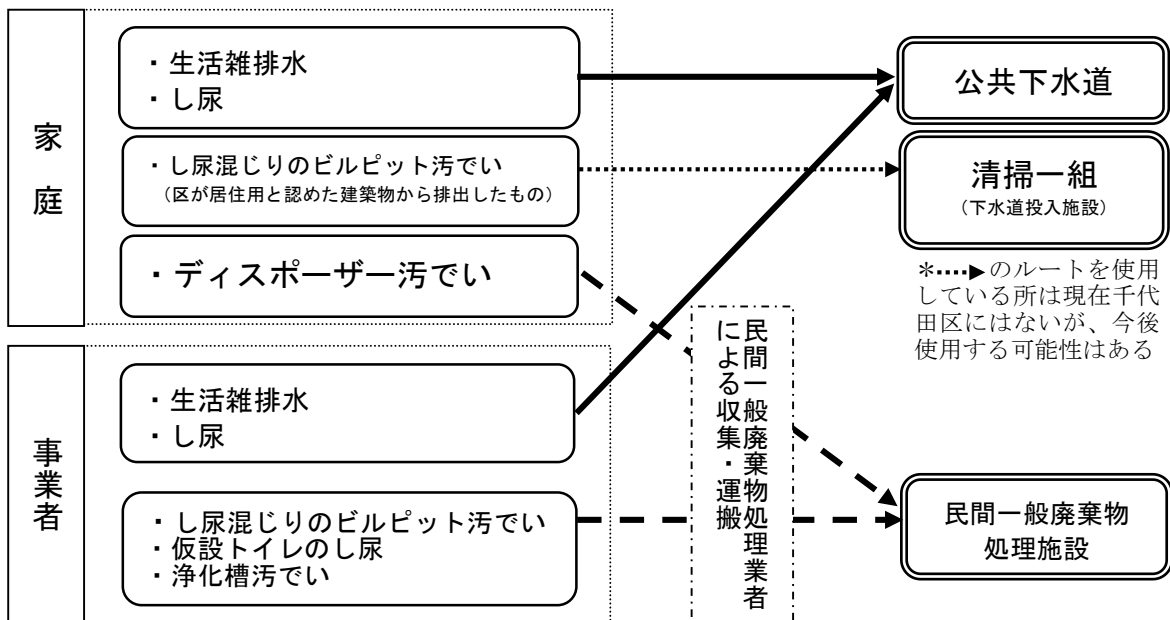 家庭
・生活雑排水
・し尿
・し尿混じりのビルピット汚でい
（区が居住用と認めた建築物から排出したもの）
・ディスポーザー汚でい
事業者
・生活雑排水
・し尿
・し尿混じりのビルピット汚でい
・仮設トイレのし尿
・浄化槽汚でい
民間一般廃棄物処理業者
による収集・運搬
公共下水道
清掃一組
（下水道投入施設）
＊····▶のルートを使用
している所は現在千代
田区にはないが、今後
使用する可能性はある
民間一般廃棄物
処理施設